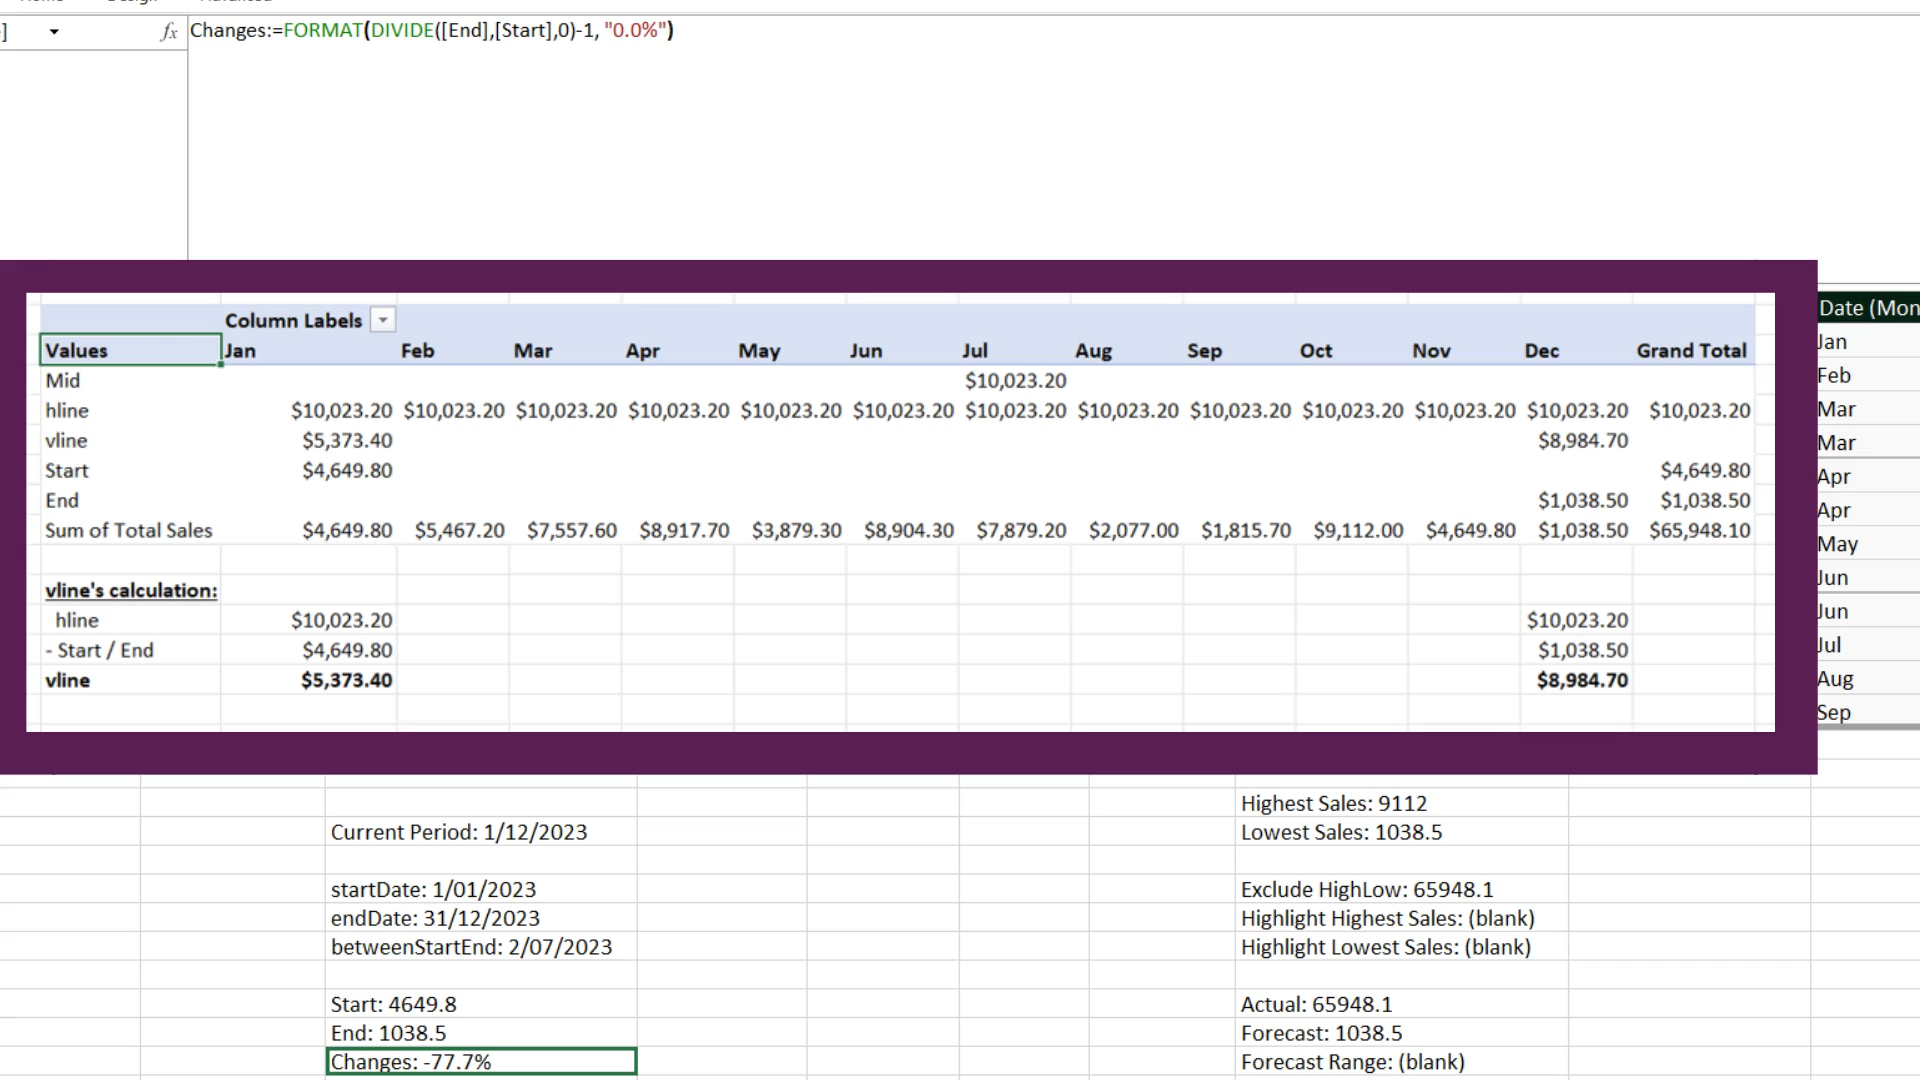 Changes:=FORMAT(DIVIDE([End],[Start],0)-1, "0.0%")
Column Labels
Values Jan Feb Mar Apr May Jun Jul Aug Sep Oct Nov Dec Grand Total
Mid $10,023.20
hline $10,023.20 $10,023.20 $10,023.20 $10,023.20 $10,023.20 $10,023.20 $10,023.20 $10,023.20 $10,023.20 $10,023.20 $10,023.20 $10,023.20 $10,023.20
vline $5,373.40 $8,984.70
Start $4,649.80 $4,649.80
End $1,038.50 $1,038.50
Sum of Total Sales $4,649.80 $5,467.20 $7,557.60 $8,917.70 $3,879.30 $8,904.30 $7,879.20 $2,077.00 $1,815.70 $9,112.00 $4,649.80 $1,038.50 $65,948.10
vline's calculation:
hline $10,023.20 $10,023.20
- Start / End $4,649.80 $1,038.50
vline $5,373.40 $8,984.70
Date (Mon
Jan
Feb
Mar
Mar
Apr
Apr
May
Jun
Jun
Jul
Aug
Sep
Highest Sales: 9112
Current Period: 1/12/2023 Lowest Sales: 1038.5
startDate: 1/01/2023 Exclude HighLow: 65948.1
endDate: 31/12/2023 Highlight Highest Sales: (blank)
betweenStartEnd: 2/07/2023 Highlight Lowest Sales: (blank)
Start: 4649.8 Actual: 65948.1
End: 1038.5 Forecast: 1038.5
Changes: -77.7% Forecast Range: (blank)